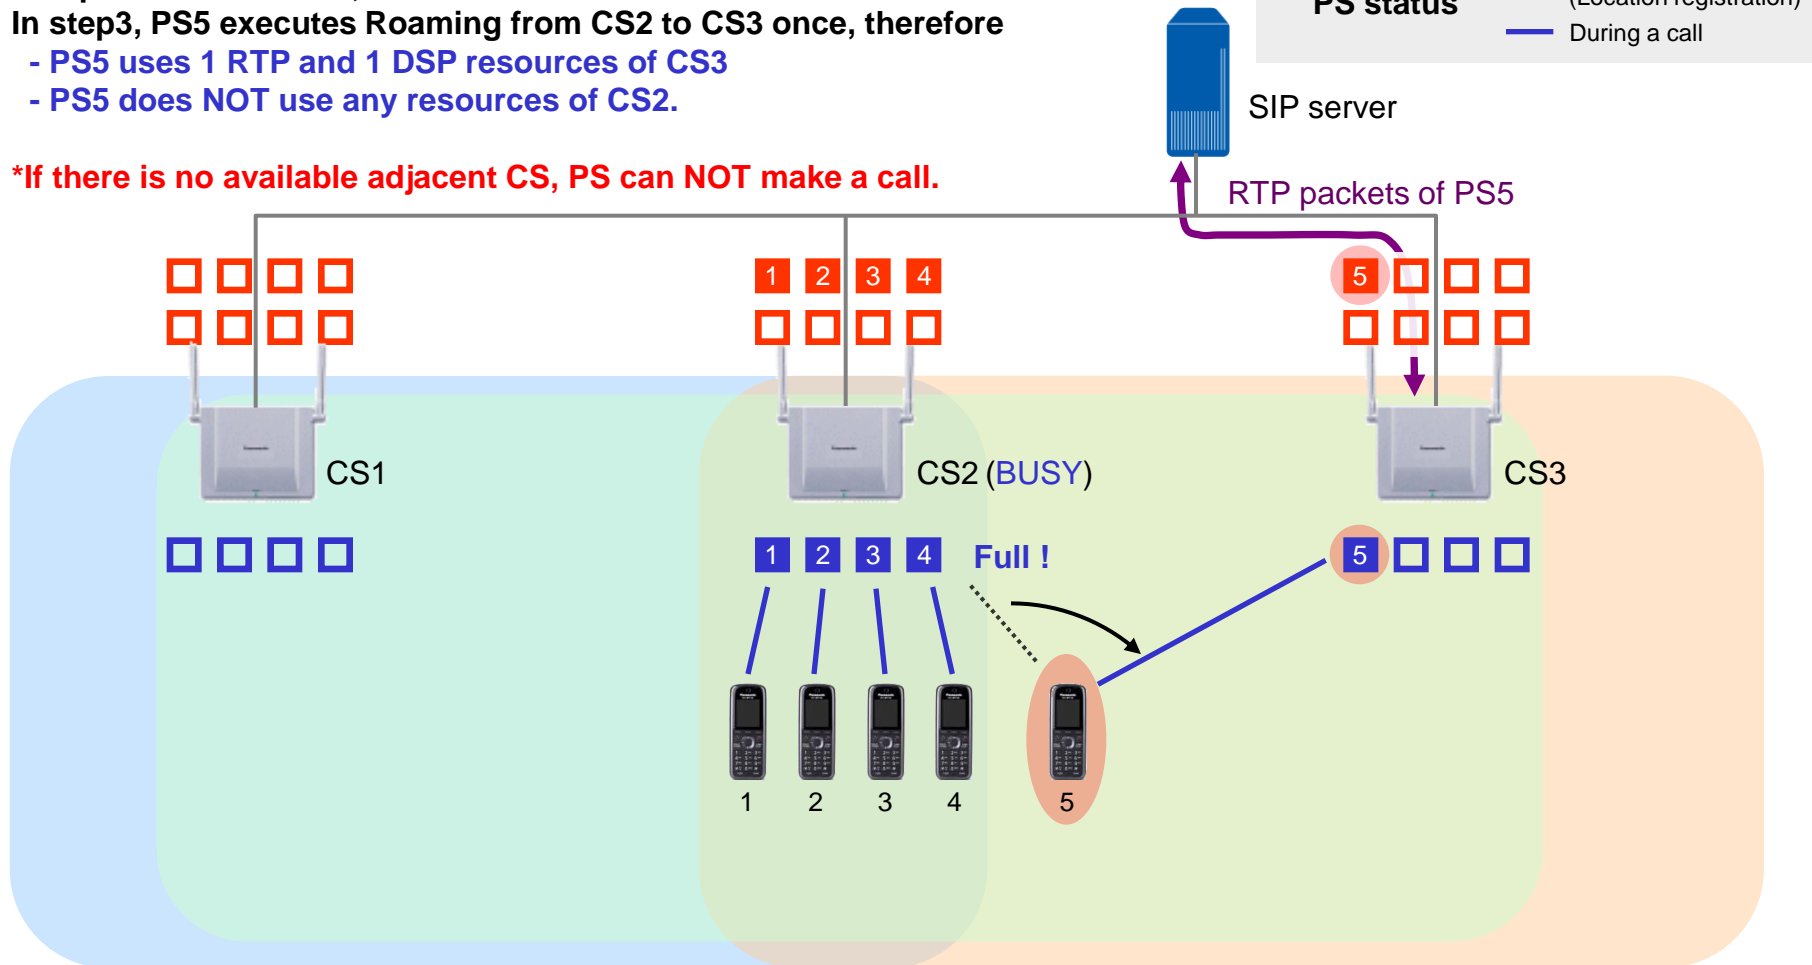 In step3, PS5 executes Roaming from CS2 to CS3 once, therefore
- PS5 uses 1 RTP and 1 DSP resources of CS3
- PS5 does NOT use any resources of CS2.
*If there is no available adjacent CS, PS can NOT make a call.
PS status
(Location registration)
During a call
SIP server
RTP packets of PS5
1 2 3 4
5
CS1
CS2 (BUSY)
CS3
1 2 3 4
Full !
5
1
2
3
4
5